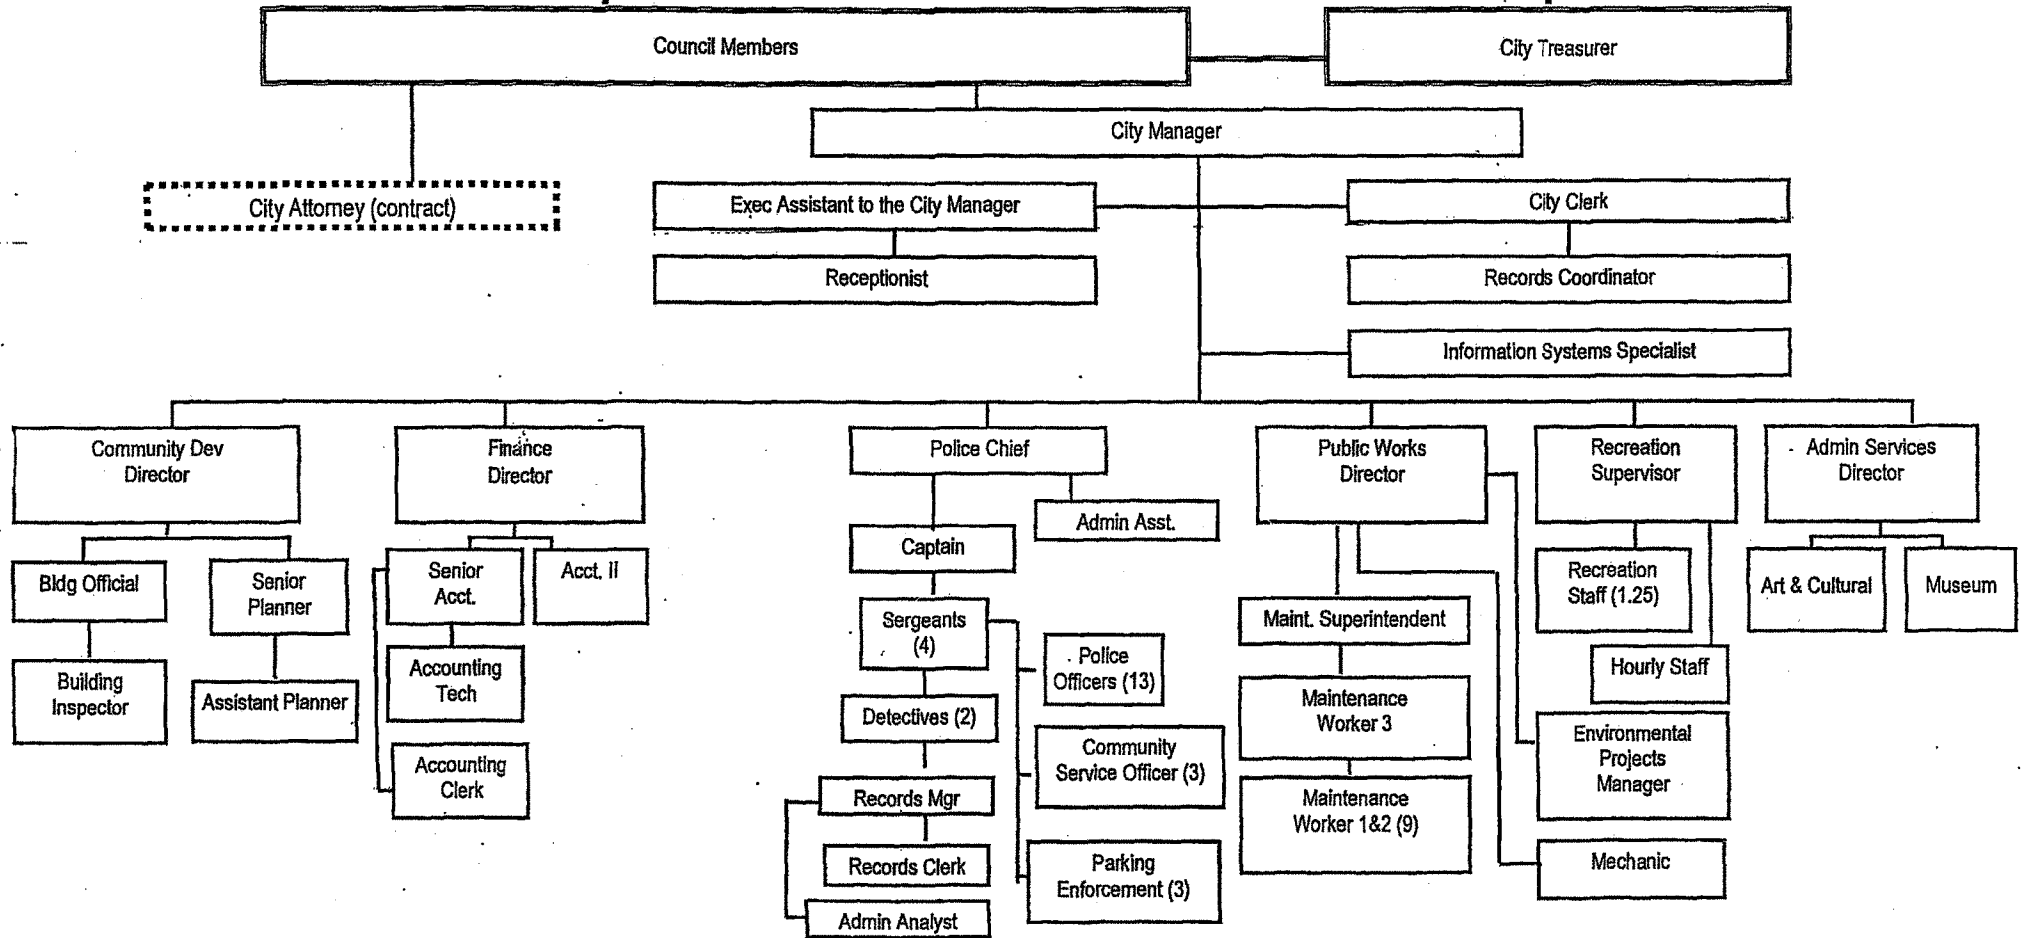 Council Members
City Treasurer
City Manager
City Attorney (contract)
Exec Assistant to the City Manager
City Clerk
Receptionist
Records Coordinator
Information Systems Specialist
Community Dev
Director
Finance
Director
Police Chief
Public Works
Director
Recreation
Supervisor
Admin Services
Director
Admin Asst.
Captain
Bldg Official
Senior
Planner
Senior
Acct.
Acct. II
Recreation
Staff (1.25)
Art & Cultural
Museum
Sergeants
(4)
Maint. Superintendent
Police
Officers (13)
Hourly Staff
Building
Inspector
Assistant Planner
Accounting
Tech
Detectives (2)
Maintenance
Worker 3
Community
Service Officer (3)
Environmental
Projects
Manager
Accounting
Clerk
Records Mgr
Maintenance
Worker 1&2 (9)
Records Clerk
Parking
Enforcement (3)
Mechanic
Admin Analyst